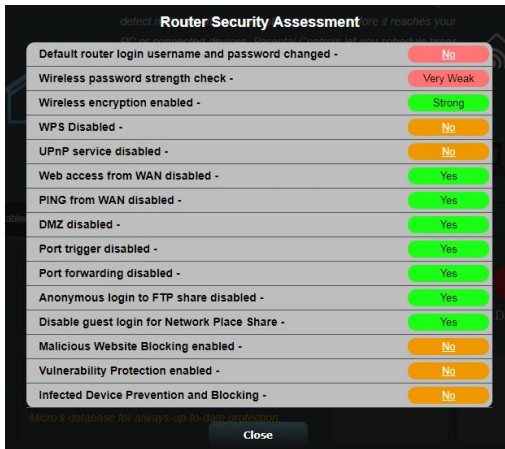 detect
it reaches your
Router Security Assessment
Default router login username and password changed - No
Wireless password strength check - Very Weak
Wireless encryption enabled - Strong
WPS Disabled - No
UPnP service disabled - No
Web access from WAN disabled - Yes
PING from WAN disabled - Yes
DMZ disabled - Yes
Port trigger disabled - Yes
Port forwarding disabled - Yes
Anonymous login to FTP share disabled - Yes
Disable guest login for Network Place Share - Yes
Malicious Website Blocking enabled - No
Vulnerability Protection enabled - No
Infected Device Prevention and Blocking - No
Micro's database for always-up-to-date protection
Close